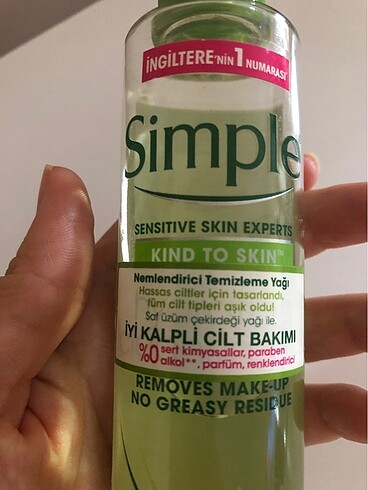 İNGİLTERE'NİN 1 NUMARASI
Simple
SENSITIVE SKIN EXPERTS
KIND TO SKIN™
Nemlendirici Temizleme Yağı
Hassas ciltler için tasarlandı,
tüm cilt tipleri aşık oldu!
Saf üzüm çekirdeği yağı ile.
İYİ KALPLİ CİLT BAKIMI
%0 sert kimyasallar, paraben
alkol**, parfüm, renklendirici
REMOVES MAKE-UP
NO GREASY RESIDUE